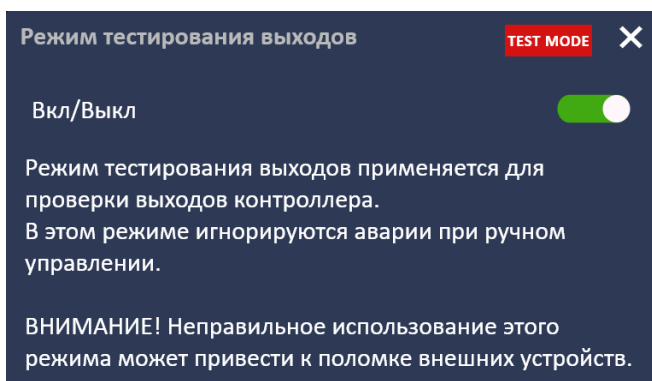 Режим тестирования выходов TEST MODE
Вкл/Выкл
Режим тестирования выходов применяется для
проверки выходов контроллера.
В этом режиме игнорируются аварии при ручном
управлении.
ВНИМАНИЕ! Неправильное использование этого
режима может привести к поломке внешних устройств.